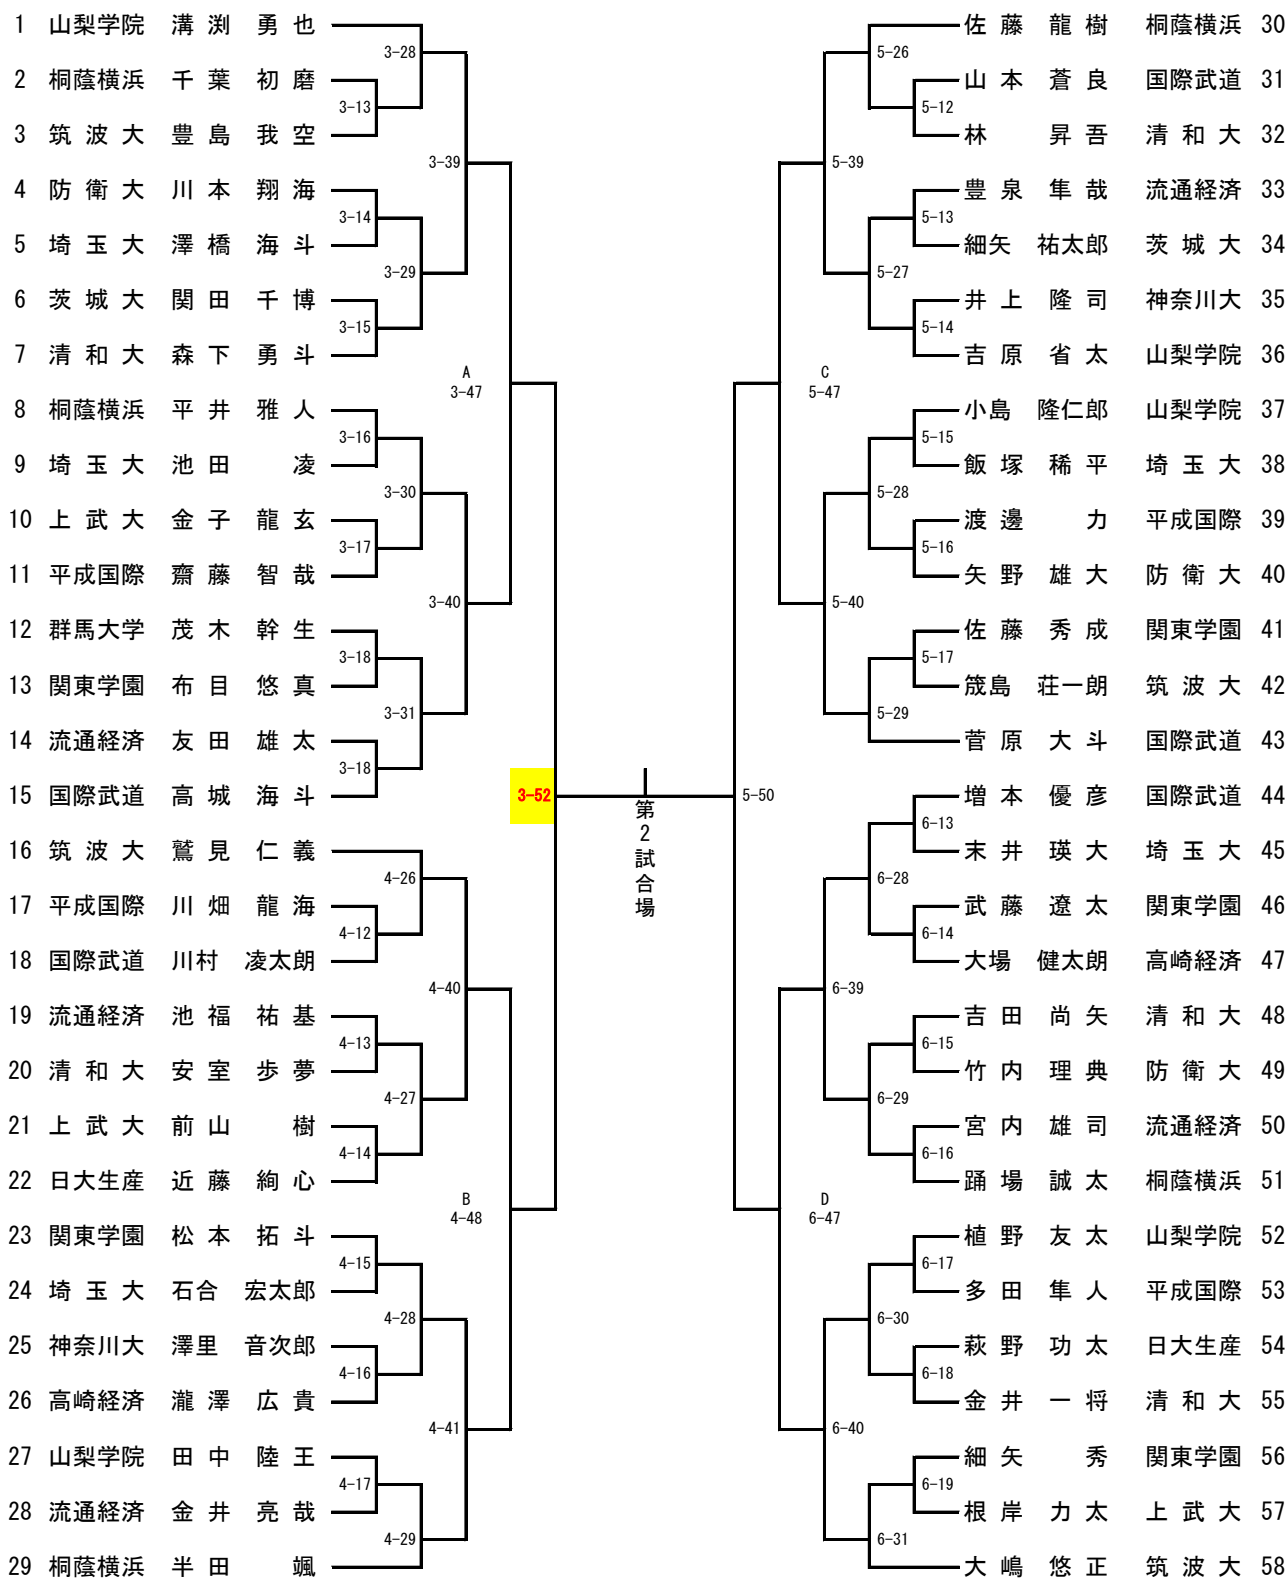 1 山梨学院 溝渕 勇也
3-28
2 桐蔭横浜 千葉 初磨
3-13
3 筑波大 豊島 我空
3-39
4 防衛大 川本 翔海
3-14
5 埼玉大 澤橋 海斗
3-29
6 茨城大 関田 千博
3-15
7 清和大 森下 勇斗
A
3-47
8 桐蔭横浜 平井 雅人
3-16
9 埼玉大 池田 凌
3-30
10 上武大 金子 龍玄
3-17
11 平成国際 齋藤 智哉
3-40
12 群馬大学 茂木 幹生
3-18
13 関東学園 布目 悠真
3-31
14 流通経済 友田 雄太
3-18
15 国際武道 高城 海斗
3-52
16 筑波大 鷲見 仁義
4-26
17 平成国際 川畑 龍海
4-12
18 国際武道 川村 凌太朗
4-40
19 流通経済 池福 祐基
4-13
20 清和大 安室 歩夢
4-27
21 上武大 前山 樹
4-14
22 日大生産 近藤 絢心
B
4-48
23 関東学園 松本 拓斗
4-15
24 埼玉大 石合 宏太郎
4-28
25 神奈川大 澤里 音次郎
4-16
26 高崎経済 瀧澤 広貴
4-41
27 山梨学院 田中 陸王
4-17
28 流通経済 金井 亮哉
4-29
29 桐蔭横浜 半田 颯
第2試合場
佐藤 龍樹 桐蔭横浜 30
5-26
山本 蒼良 国際武道 31
5-12
林 昇吾 清和大 32
5-39
豊泉 隼哉 流通経済 33
5-13
細矢 祐太郎 茨城大 34
5-27
井上 隆司 神奈川大 35
5-14
吉原 省太 山梨学院 36
C
5-47
小島 隆仁郎 山梨学院 37
5-15
飯塚 稀平 埼玉大 38
5-28
渡邊 力 平成国際 39
5-16
矢野 雄大 防衛大 40
5-40
佐藤 秀成 関東学園 41
5-17
筬島 荘一朗 筑波大 42
5-29
菅原 大斗 国際武道 43
5-50
増本 優彦 国際武道 44
6-13
末井 瑛大 埼玉大 45
6-28
武藤 遼太 関東学園 46
6-14
大場 健太朗 高崎経済 47
6-39
吉田 尚矢 清和大 48
6-15
竹内 理典 防衛大 49
6-29
宮内 雄司 流通経済 50
6-16
踊場 誠太 桐蔭横浜 51
D
6-47
植野 友太 山梨学院 52
6-17
多田 隼人 平成国際 53
6-30
萩野 功太 日大生産 54
6-18
金井 一将 清和大 55
6-40
細矢 秀 関東学園 56
6-19
根岸 力太 上武大 57
6-31
大嶋 悠正 筑波大 58